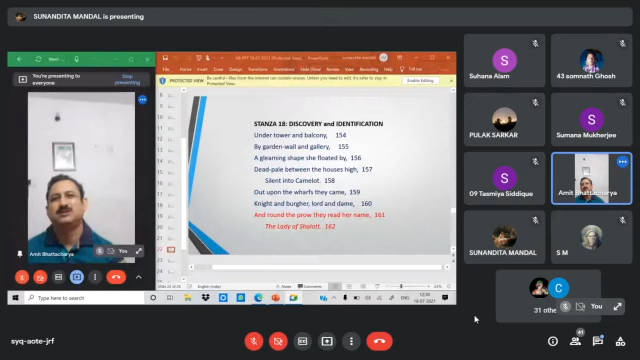 SUNANDITA MANDAL is presenting
You're presenting to everyone
Stop presenting
Amit Bhattacharya
You
PROTECTED VIEW
Enable Editing
STANZA 18: DISCOVERY and IDENTIFICATION
Under tower and balcony, 154
By garden-wall and gallery, 155
A gleaming shape she floated by, 156
Dead-pale between the houses high, 157
Silent into Camelot. 158
Out upon the wharfs they came, 159
Knight and burgher, lord and dame, 160
And round the prow they read her name, 161
The Lady of Shalott. 162
Type here to search
Suhana Alam
43 somnath Ghosh
PULAK SARKAR
Sumana Mukherjee
09 Tasmiya Siddique
Amit Bhattacharya
SUNANDITA MANDAL
S M
31 othe
You
syq-aote-jrf